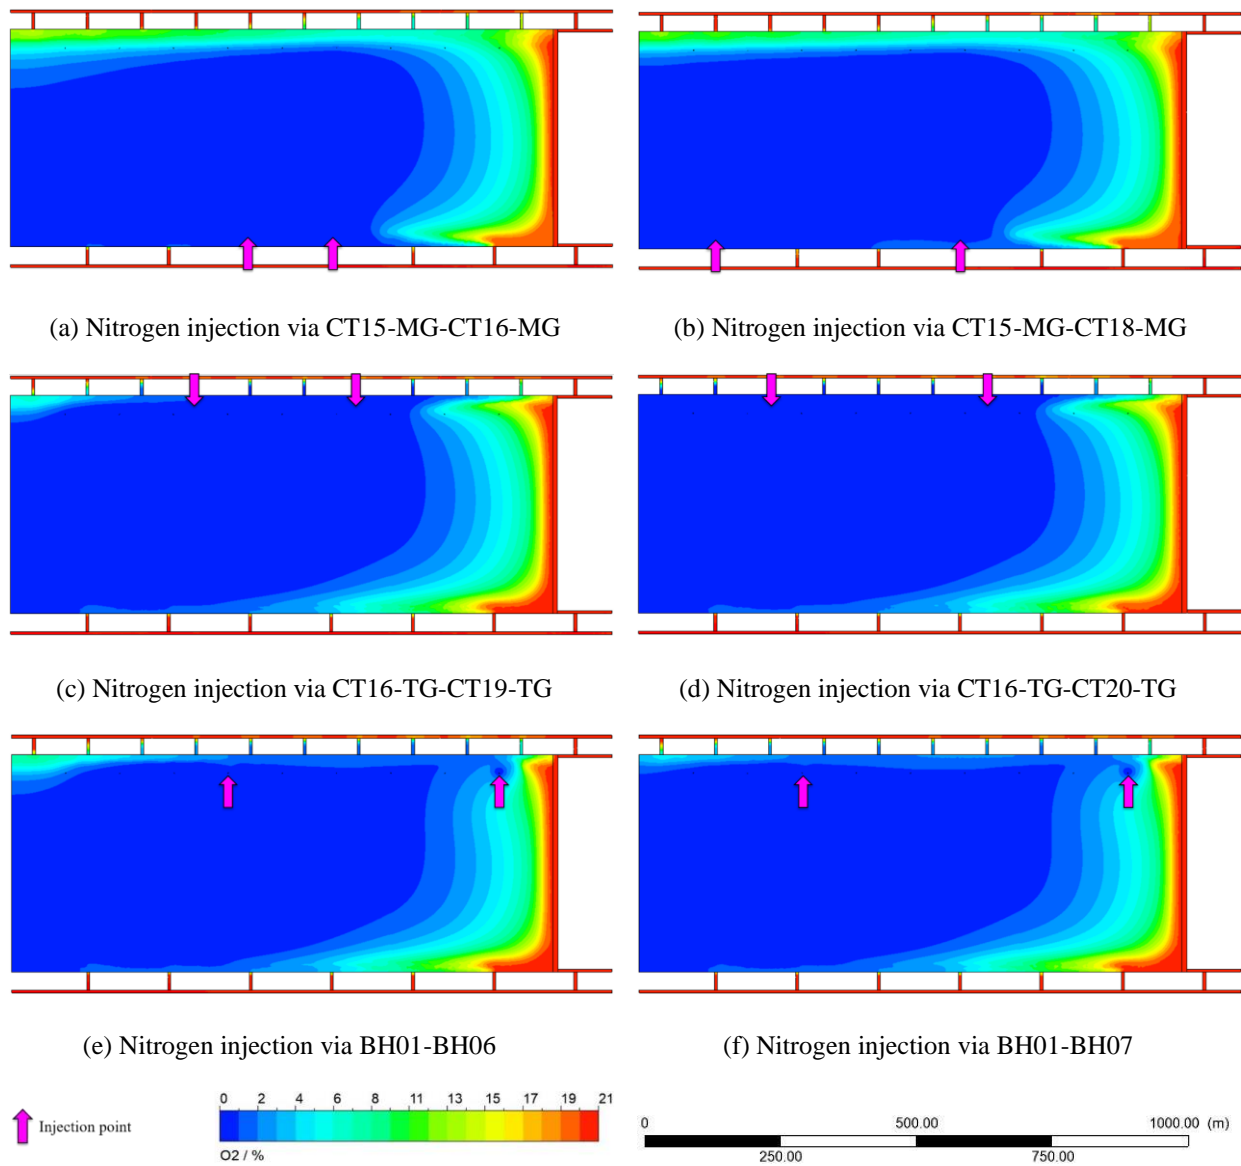 (a) Nitrogen injection via CT15-MG-CT16-MG
(b) Nitrogen injection via CT15-MG-CT18-MG
(c) Nitrogen injection via CT16-TG-CT19-TG
(d) Nitrogen injection via CT16-TG-CT20-TG
(e) Nitrogen injection via BH01-BH06
(f) Nitrogen injection via BH01-BH07
Injection point
0 2 4 6 8 11 13 15 17 19 21
O2 / %
0 500.00 1000.00 (m)
250.00 750.00